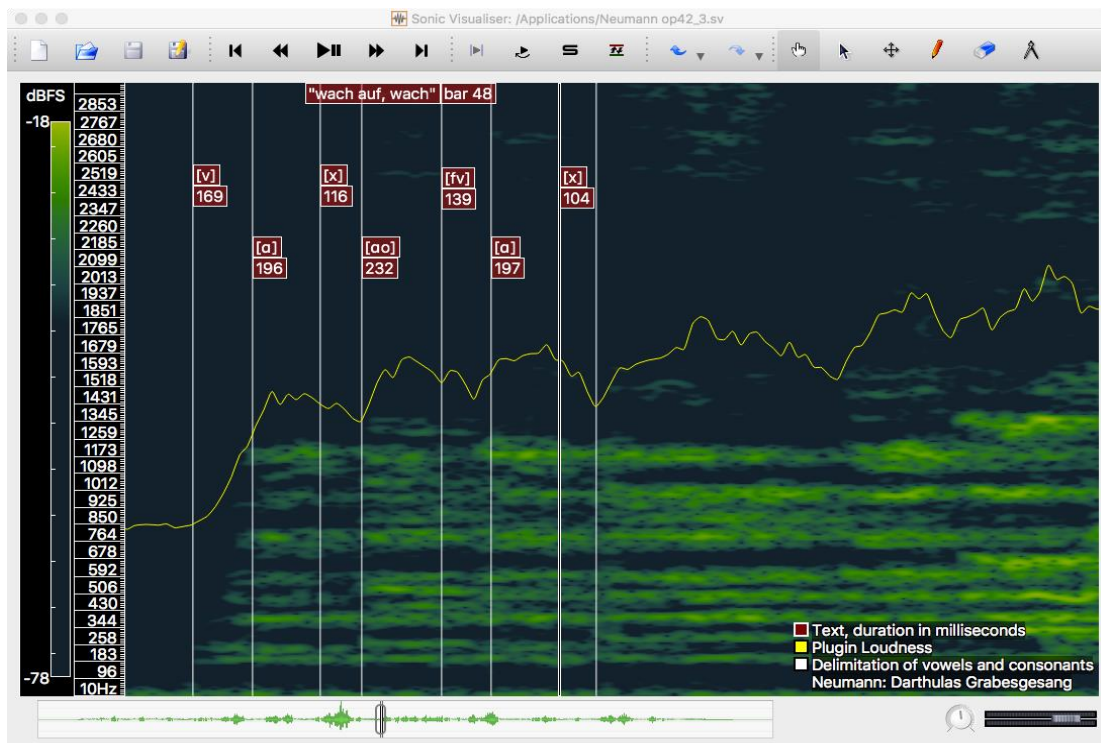 Sonic Visualiser: /Applications/Neumann op42_3.sv
dBFS
-18
-78
2853
2767
2680
2605
2519
2433
2347
2260
2185
2099
2013
1937
1851
1765
1679
1593
1518
1431
1345
1259
1173
1098
1012
925
850
764
678
592
506
430
344
258
183
96
10Hz
"wach auf, wach" bar 48
[v]
169
[a]
196
[x]
116
[ao]
232
[fv]
139
[a]
197
[x]
104
Text, duration in milliseconds
Plugin Loudness
Delimitation of vowels and consonants
Neumann: Darthulas Grabesgesang